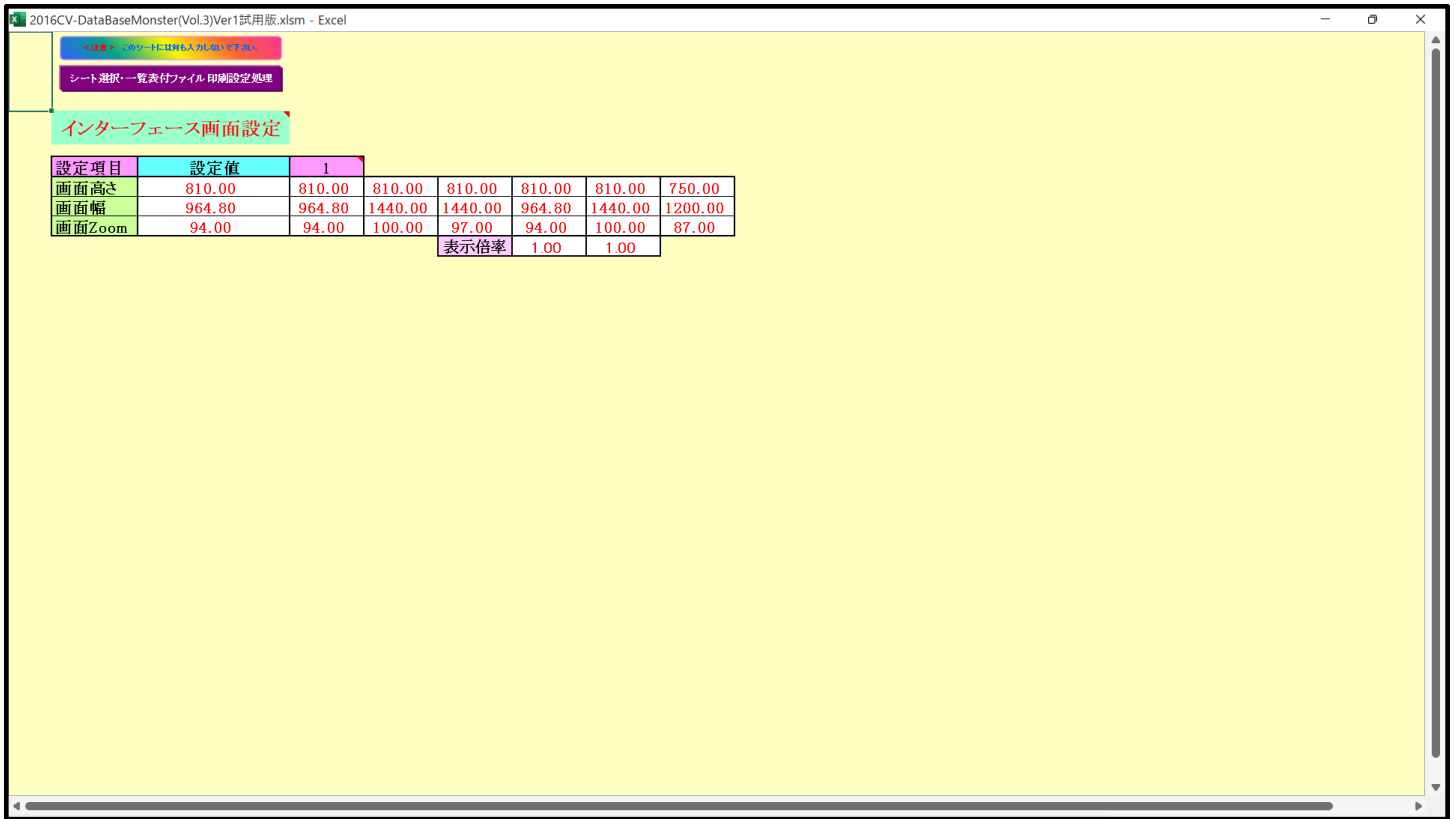 2016CV-DataBaseMonster(Vol.3)Ver1試用版.xlsm - Excel
<注意> このシートには何も入力しないで下さい。
シート選択・一覧表付ファイル 印刷設定処理
インターフェース画面設定
設定項目 設定値 1
画面高さ 810.00 810.00 810.00 810.00 810.00 810.00 750.00
画面幅 964.80 964.80 1440.00 1440.00 964.80 1440.00 1200.00
画面Zoom 94.00 94.00 100.00 97.00 94.00 100.00 87.00
表示倍率 1.00 1.00